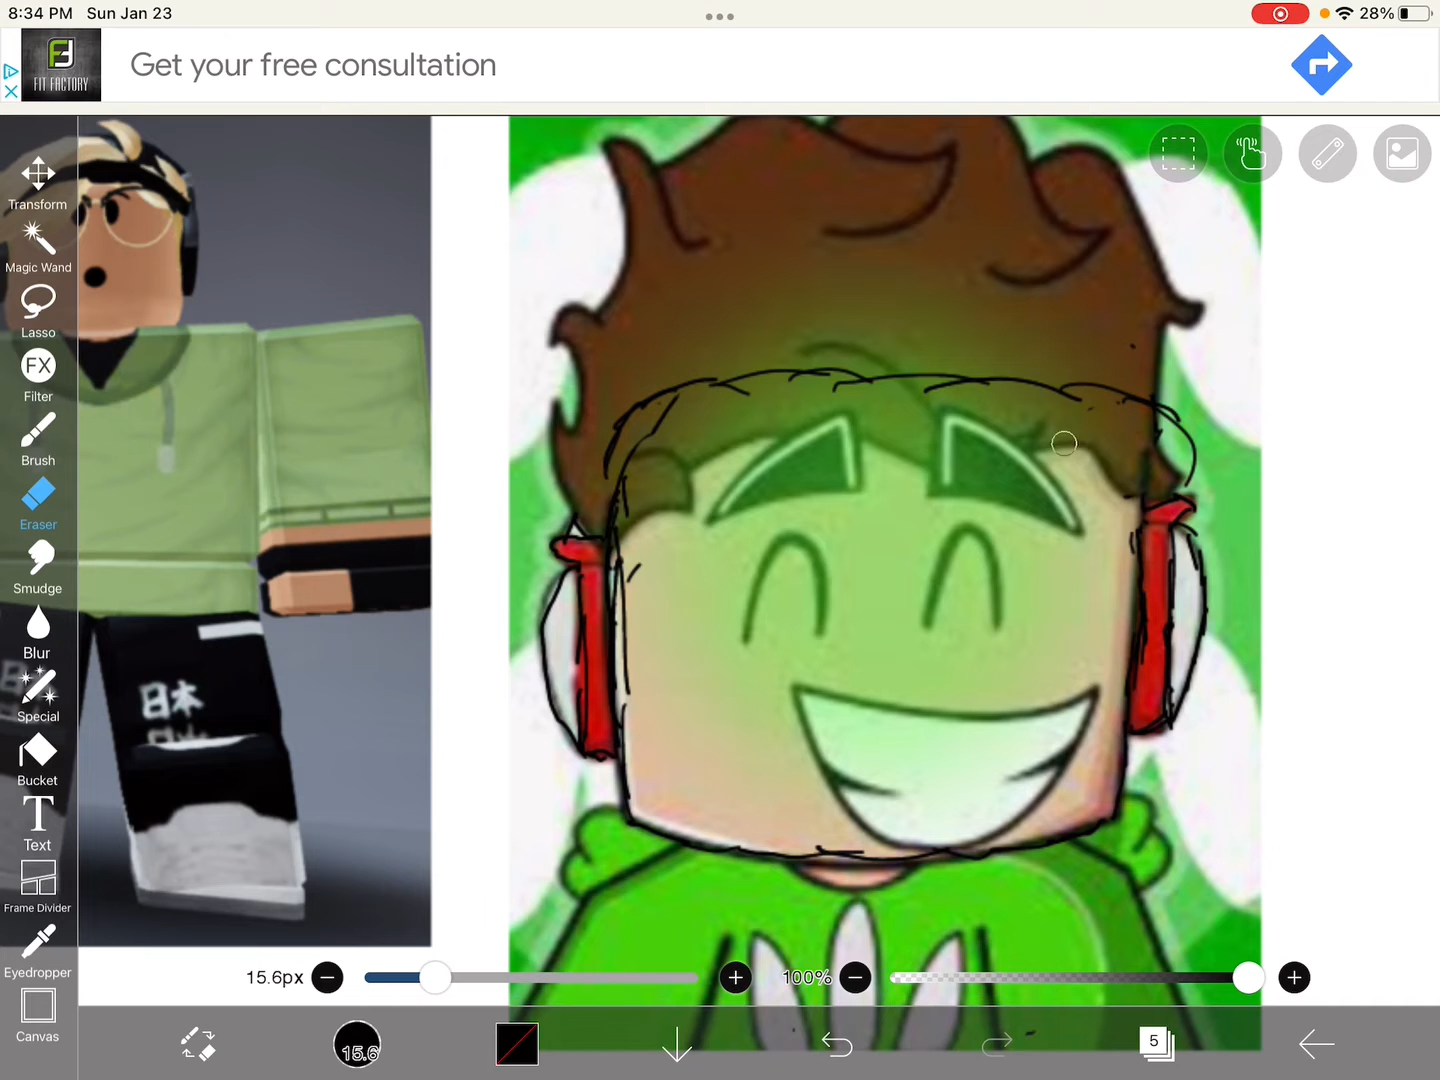 8:34 PM Sun Jan 23
28%
FIT FACTORY
Get your free consultation
Transform
Magic Wand
Lasso
FX
Filter
Brush
Eraser
Smudge
Blur
Special
Bucket
T
Text
Frame Divider
Eyedropper
Canvas
日本
15.6px
100%
15.6
5